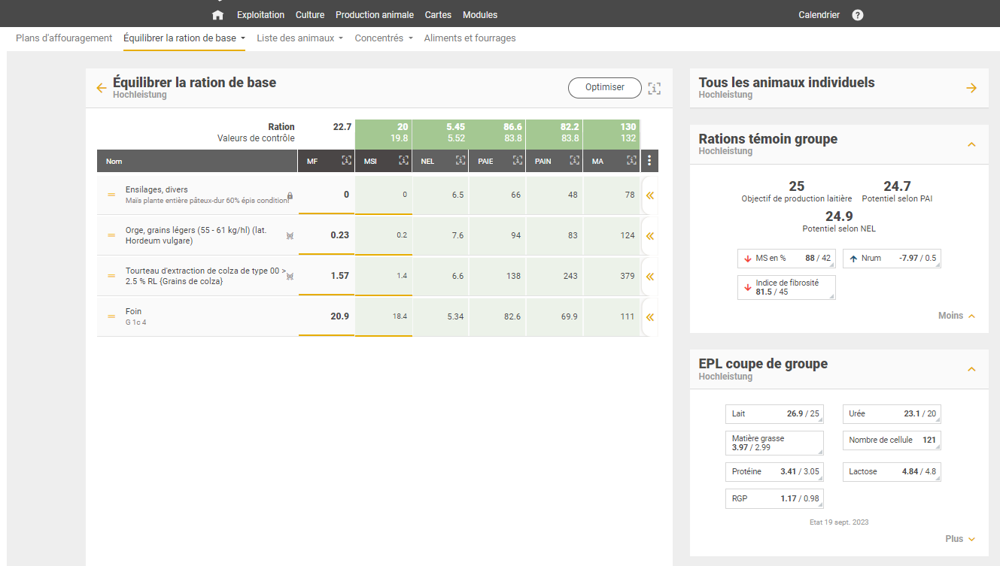 Exploitation Culture Production animale Cartes Modules Calendrier ?
Plans d'affouragement Équilibrer la ration de base Liste des animaux Concentrés Aliments et fourrages
Équilibrer la ration de base
Hochleistung
Optimiser
Ration 22.7 20 5.45 86.6 82.2 130
Valeurs de contrôle 19.8 5.52 83.8 83.8 132
Nom MF MSI NEL PAIE PAIN MA
Ensilages, divers
Maïs plante entière pâteux-dur 60% épis condition!
0 0 6.5 66 48 78
Orge, grains légers (55 - 61 kg/hl) (lat.
Hordeum vulgare)
0.23 0.2 7.6 94 83 124
Tourteau d'extraction de colza de type 00 >
2.5 % RL {Grains de colza}
1.57 1.4 6.6 138 243 379
Foin
G 1c 4
20.9 18.4 5.34 82.6 69.9 111
Tous les animaux individuels
Hochleistung
Rations témoin groupe
Hochleistung
25 24.7
Objectif de production laitière Potentiel selon PAI
24.9
Potentiel selon NEL
MS en % 88 / 42 Nrum -7.97 / 0.5
Indice de fibrosité
81.5 / 45
Moins
EPL coupe de groupe
Hochleistung
Lait 26.9 / 25 Urée 23.1 / 20
Matière grasse
3.97 / 2.99
Nombre de cellule 121
Protéine 3.41 / 3.05 Lactose 4.84 / 4.8
RGP 1.17 / 0.98
Etat 19 sept. 2023
Plus